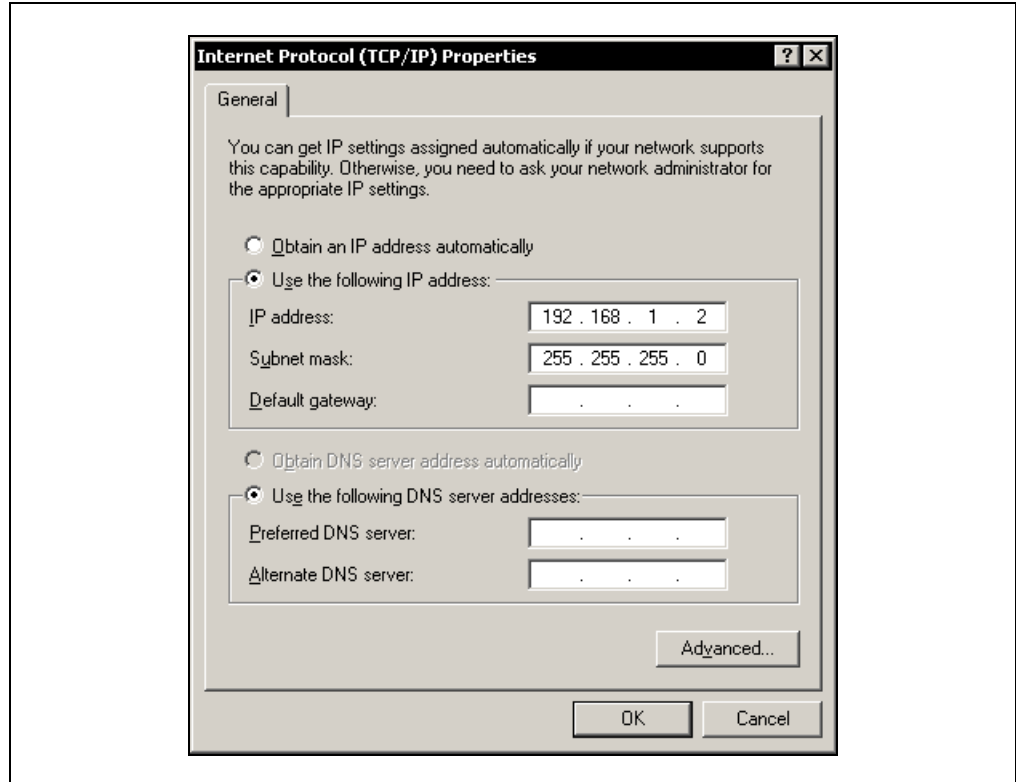 Internet Protocol (TCP/IP) Properties
General
You can get IP settings assigned automatically if your network supports
this capability. Otherwise, you need to ask your network administrator for
the appropriate IP settings.
Obtain an IP address automatically
Use the following IP address:
IP address: 192 . 168 . 1 . 2
Subnet mask: 255 . 255 . 255 . 0
Default gateway: . . .
Obtain DNS server address automatically
Use the following DNS server addresses:
Preferred DNS server: . . .
Alternate DNS server: . . .
Advanced...
OK Cancel